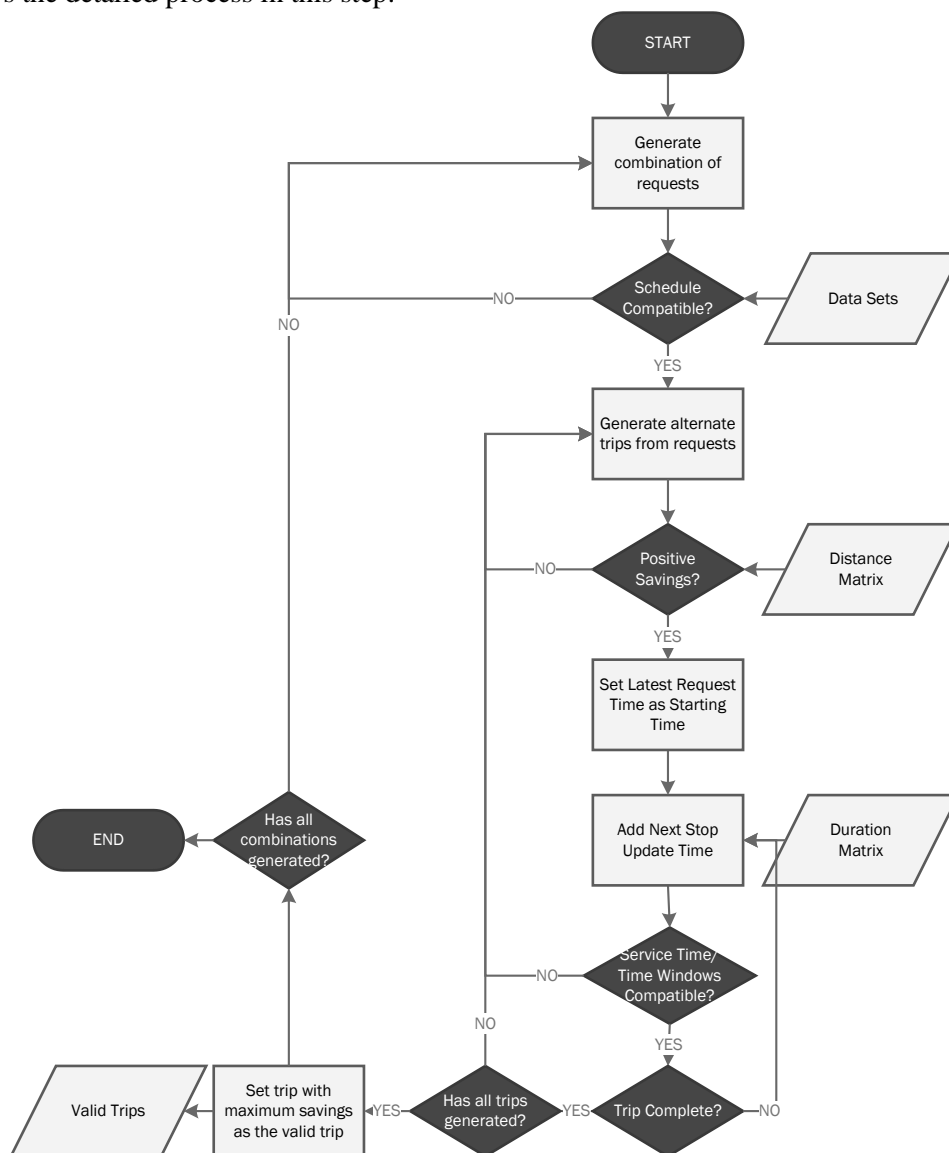 s the detailed process in this step.
START
Generate
combination of
requests
Schedule
Compatible?
Data Sets
NO
NO
YES
Generate alternate
trips from requests
Positive
Savings?
Distance
Matrix
NO
YES
Set Latest Request
Time as Starting
Time
Has all
combinations
generated?
END
Add Next Stop
Update Time
Duration
Matrix
Service Time/
Time Windows
Compatible?
NO
NO
YES
Valid Trips
Set trip with
maximum savings
as the valid trip
YES
Has all trips
generated?
YES
Trip Complete?
NO